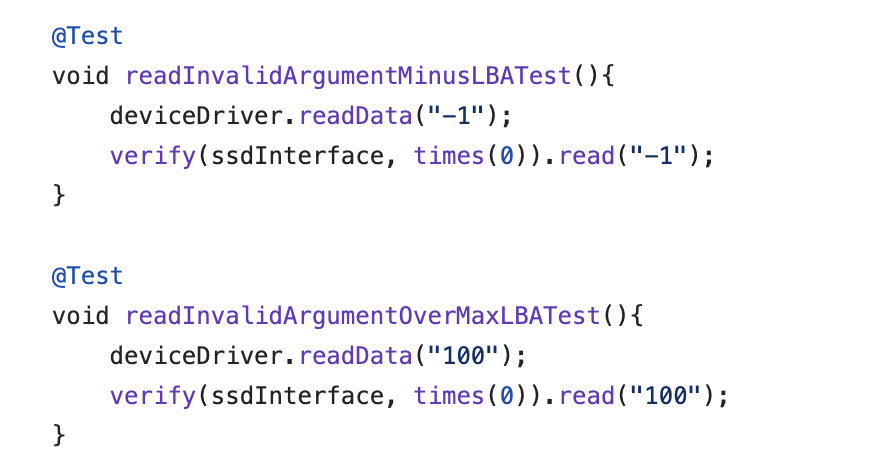 @Test
void readInvalidArgumentMinusLBATest(){
    deviceDriver.readData("-1");
    verify(ssdInterface, times(0)).read("-1");
}

@Test
void readInvalidArgumentOverMaxLBATest(){
    deviceDriver.readData("100");
    verify(ssdInterface, times(0)).read("100");
}